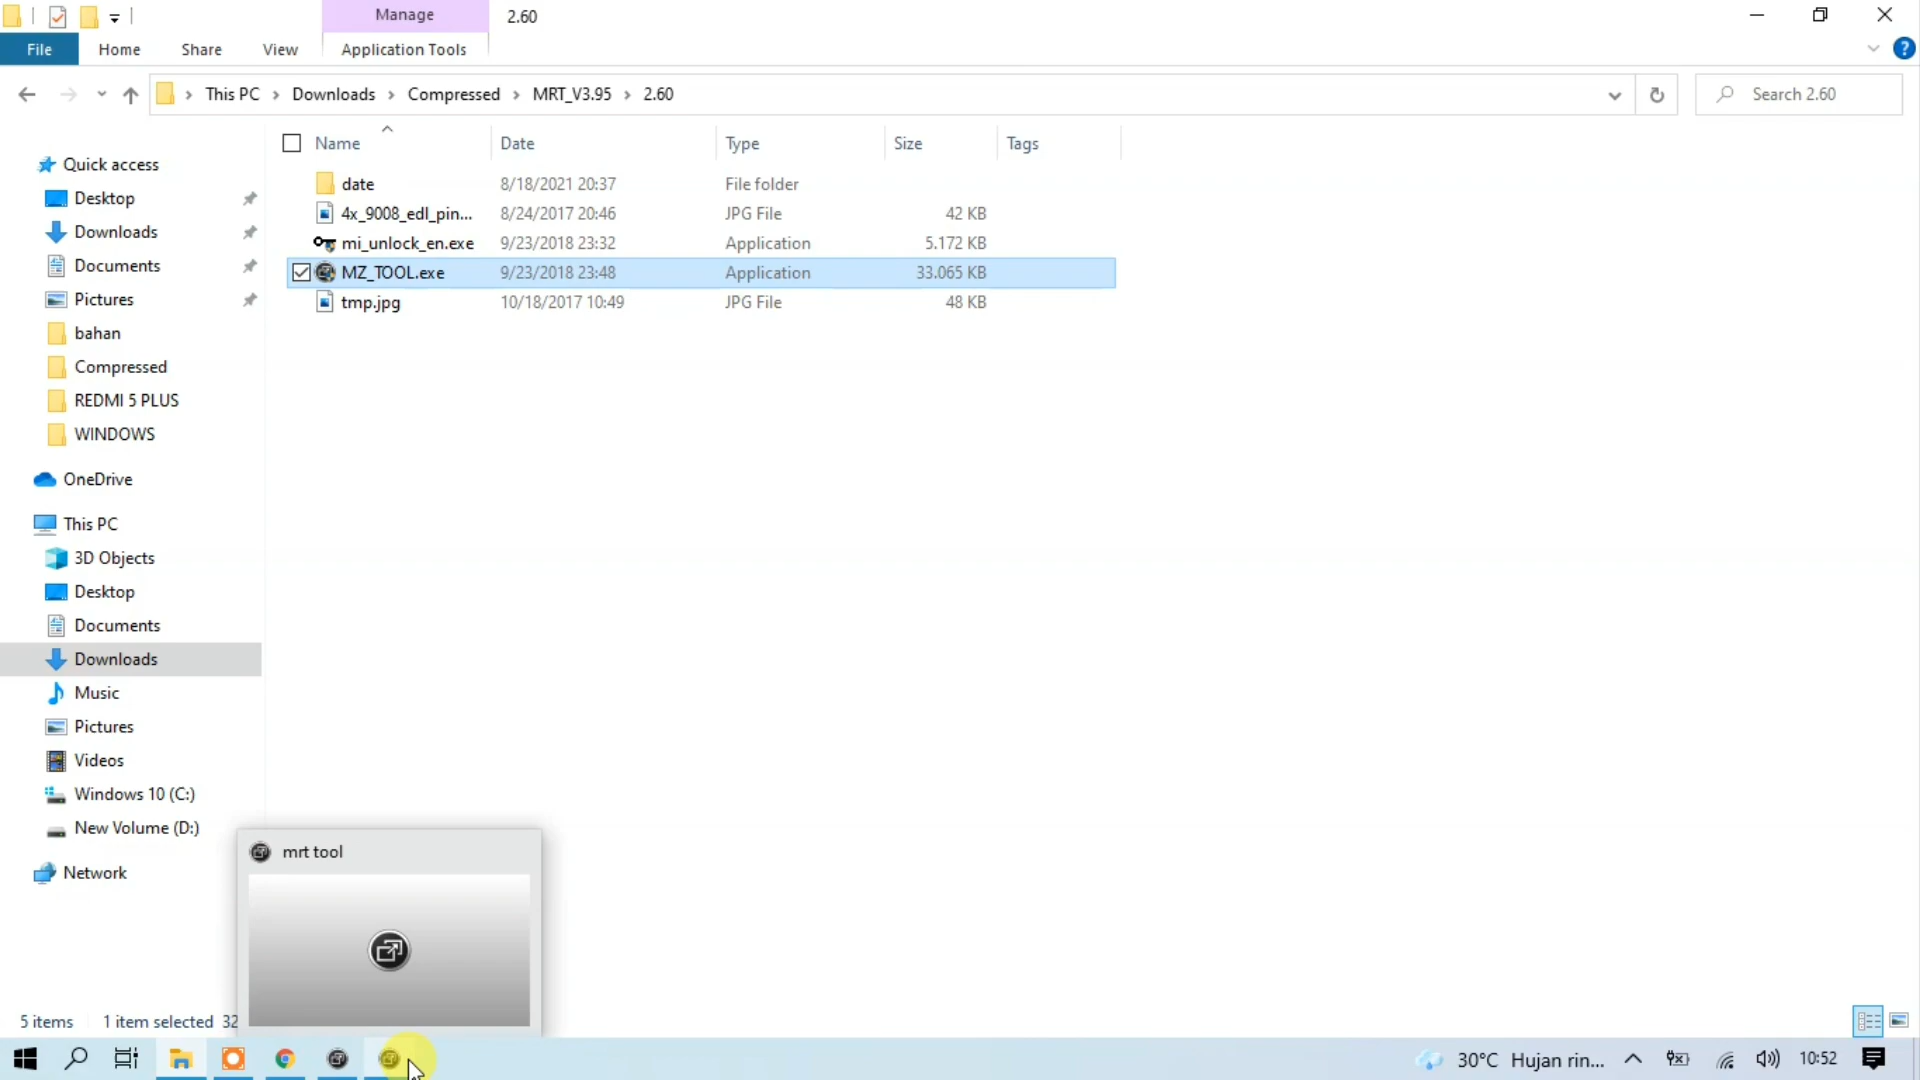 Manage
2.60
File
Home
Share
View
Application Tools
This PC
Downloads
Compressed
MRT_V3.95
2.60
Search 2.60
Name
Date
Type
Size
Tags
date
8/18/2021 20:37
File folder
4x_9008_edl_pin...
8/24/2017 20:46
JPG File
42 KB
mi_unlock_en.exe
9/23/2018 23:32
Application
5.172 KB
MZ_TOOL.exe
9/23/2018 23:48
Application
33.065 KB
tmp.jpg
10/18/2017 10:49
JPG File
48 KB
Quick access
Desktop
Downloads
Documents
Pictures
bahan
Compressed
REDMI 5 PLUS
WINDOWS
OneDrive
This PC
3D Objects
Desktop
Documents
Downloads
Music
Pictures
Videos
Windows 10 (C:)
New Volume (D:)
Network
mrt tool
5 items
1 item selected
32
30°C Hujan rin...
10:52